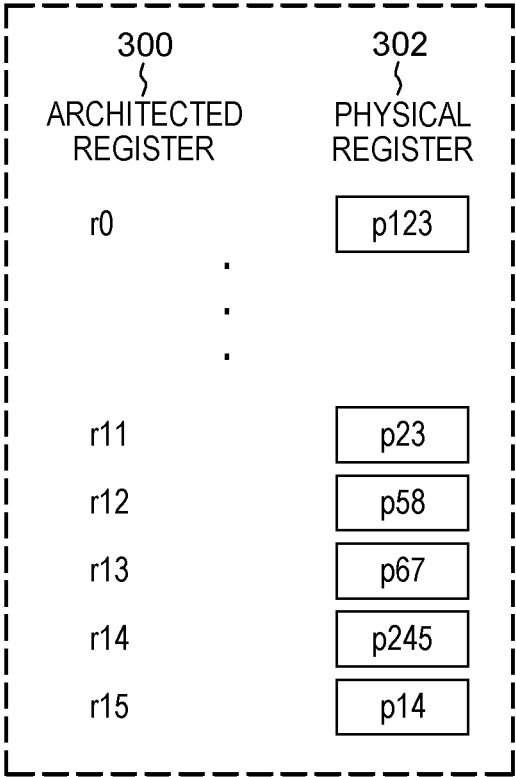 300 302
ARCHITECTED PHYSICAL
REGISTER REGISTER
r0 p123
.
.
.
r11 p23
r12 p58
r13 p67
r14 p245
r15 p14